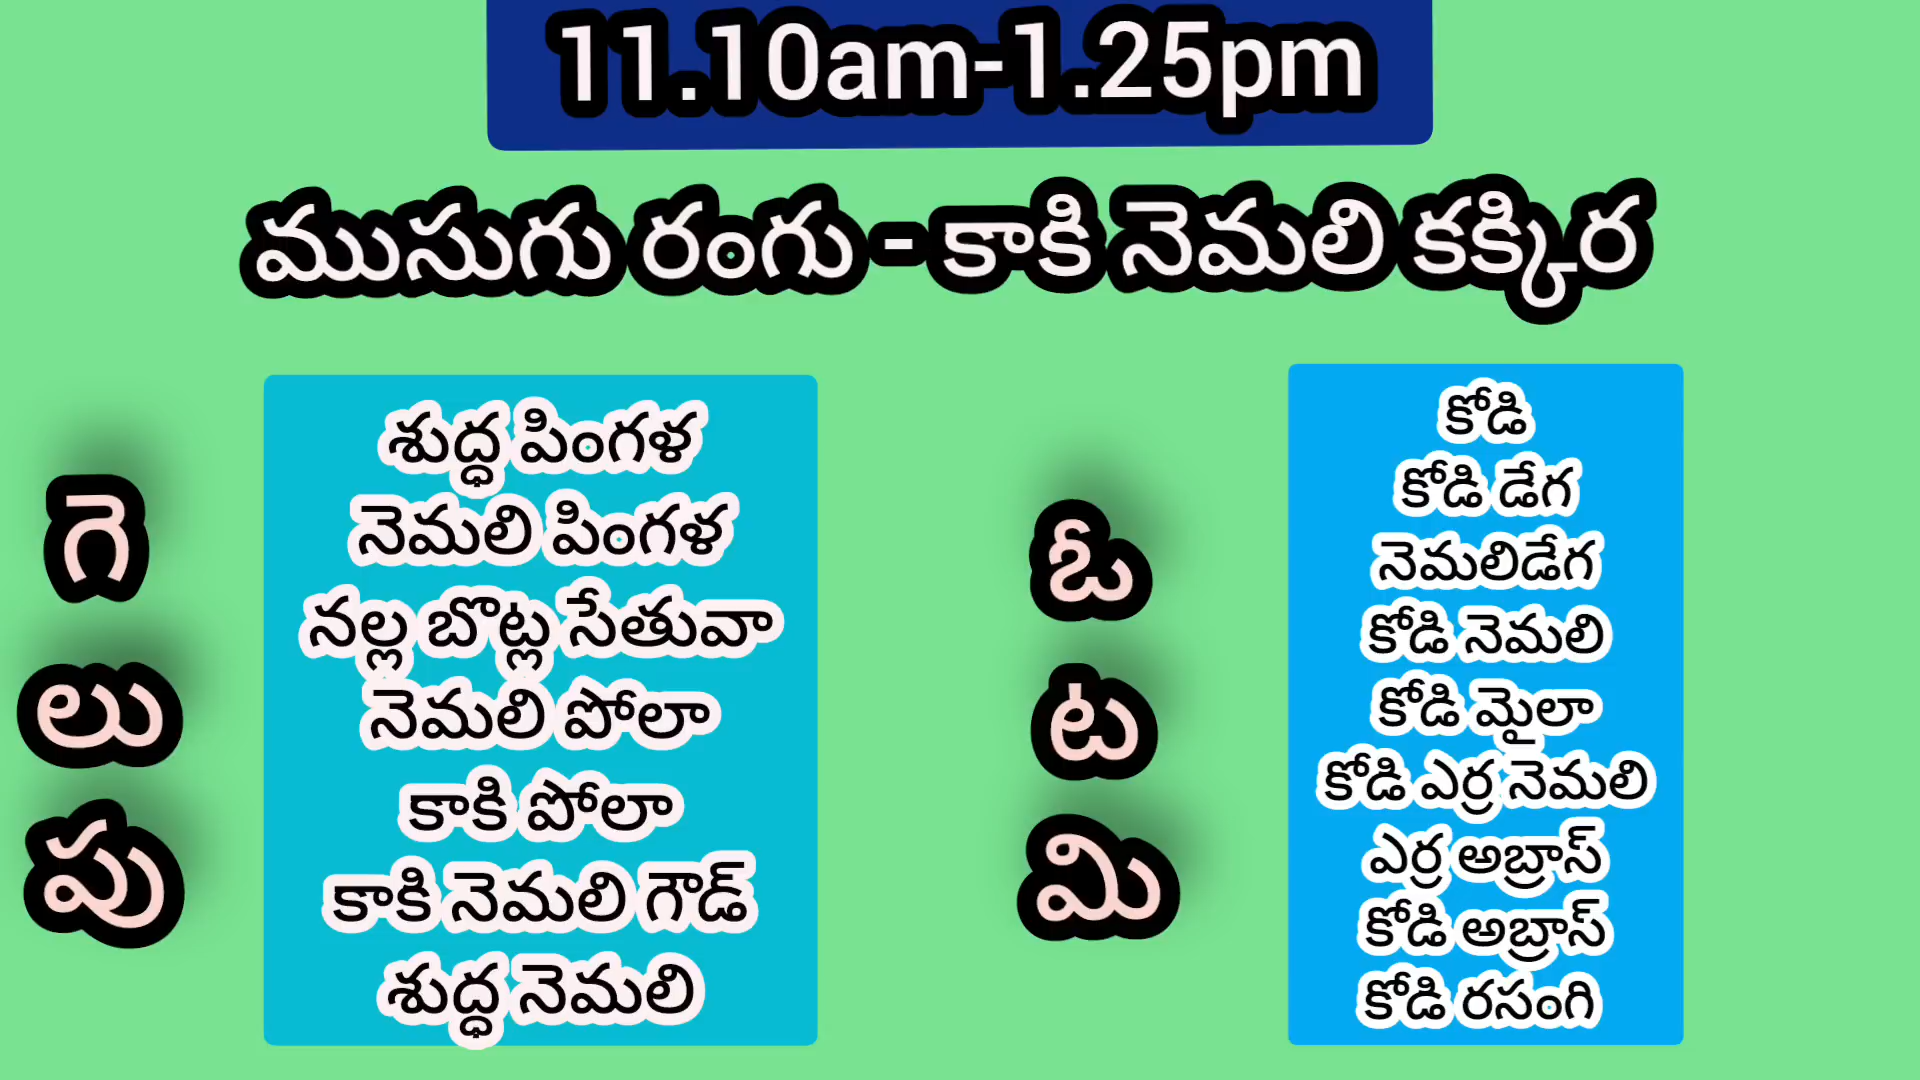 11.10am-1.25pm
ముసుగు రంగు - కాకి నెమలి కక్కిర
గె
లు
పు
శుద్ధ పింగళ
నెమలి పింగళ
నల్ల బొట్ల సేతువా
నెమలి పోలా
కాకి పోలా
కాకి నెమలి గౌడ్
శుద్ధ నెమలి
ఓ
ట
మి
కోడి
కోడి డేగ
నెమలిడేగ
కోడి నెమలి
కోడి మైలా
కోడి ఎర్ర నెమలి
ఎర్ర అబ్రాస్
కోడి అబ్రాస్
కోడి రసంగి